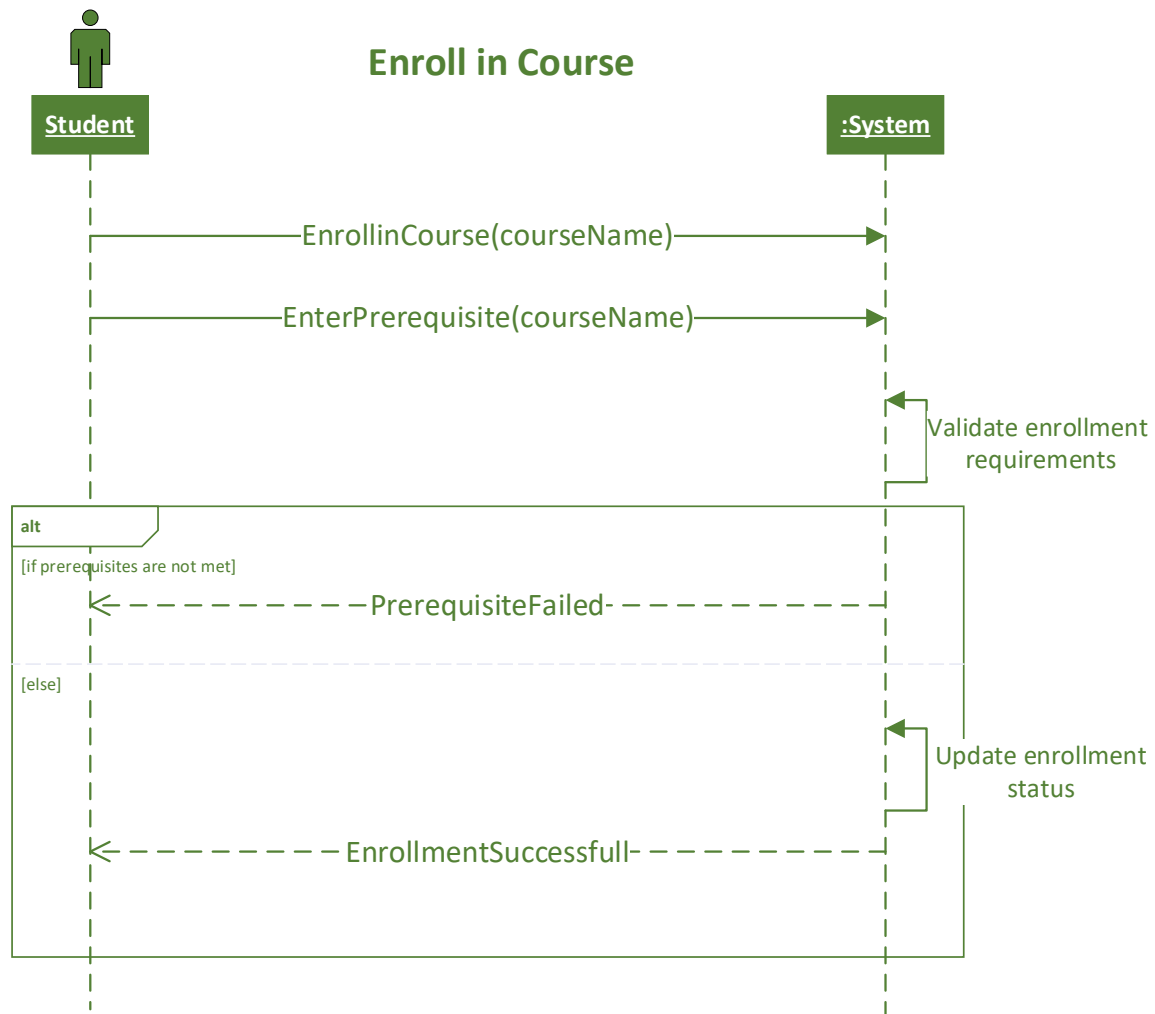 Enroll in Course
Student
:System
EnrollinCourse(courseName)
EnterPrerequisite(courseName)
Validate enrollment
requirements
alt
[if prerequisites are not met]
PrerequisiteFailed
[else]
Update enrollment
status
EnrollmentSuccessfull